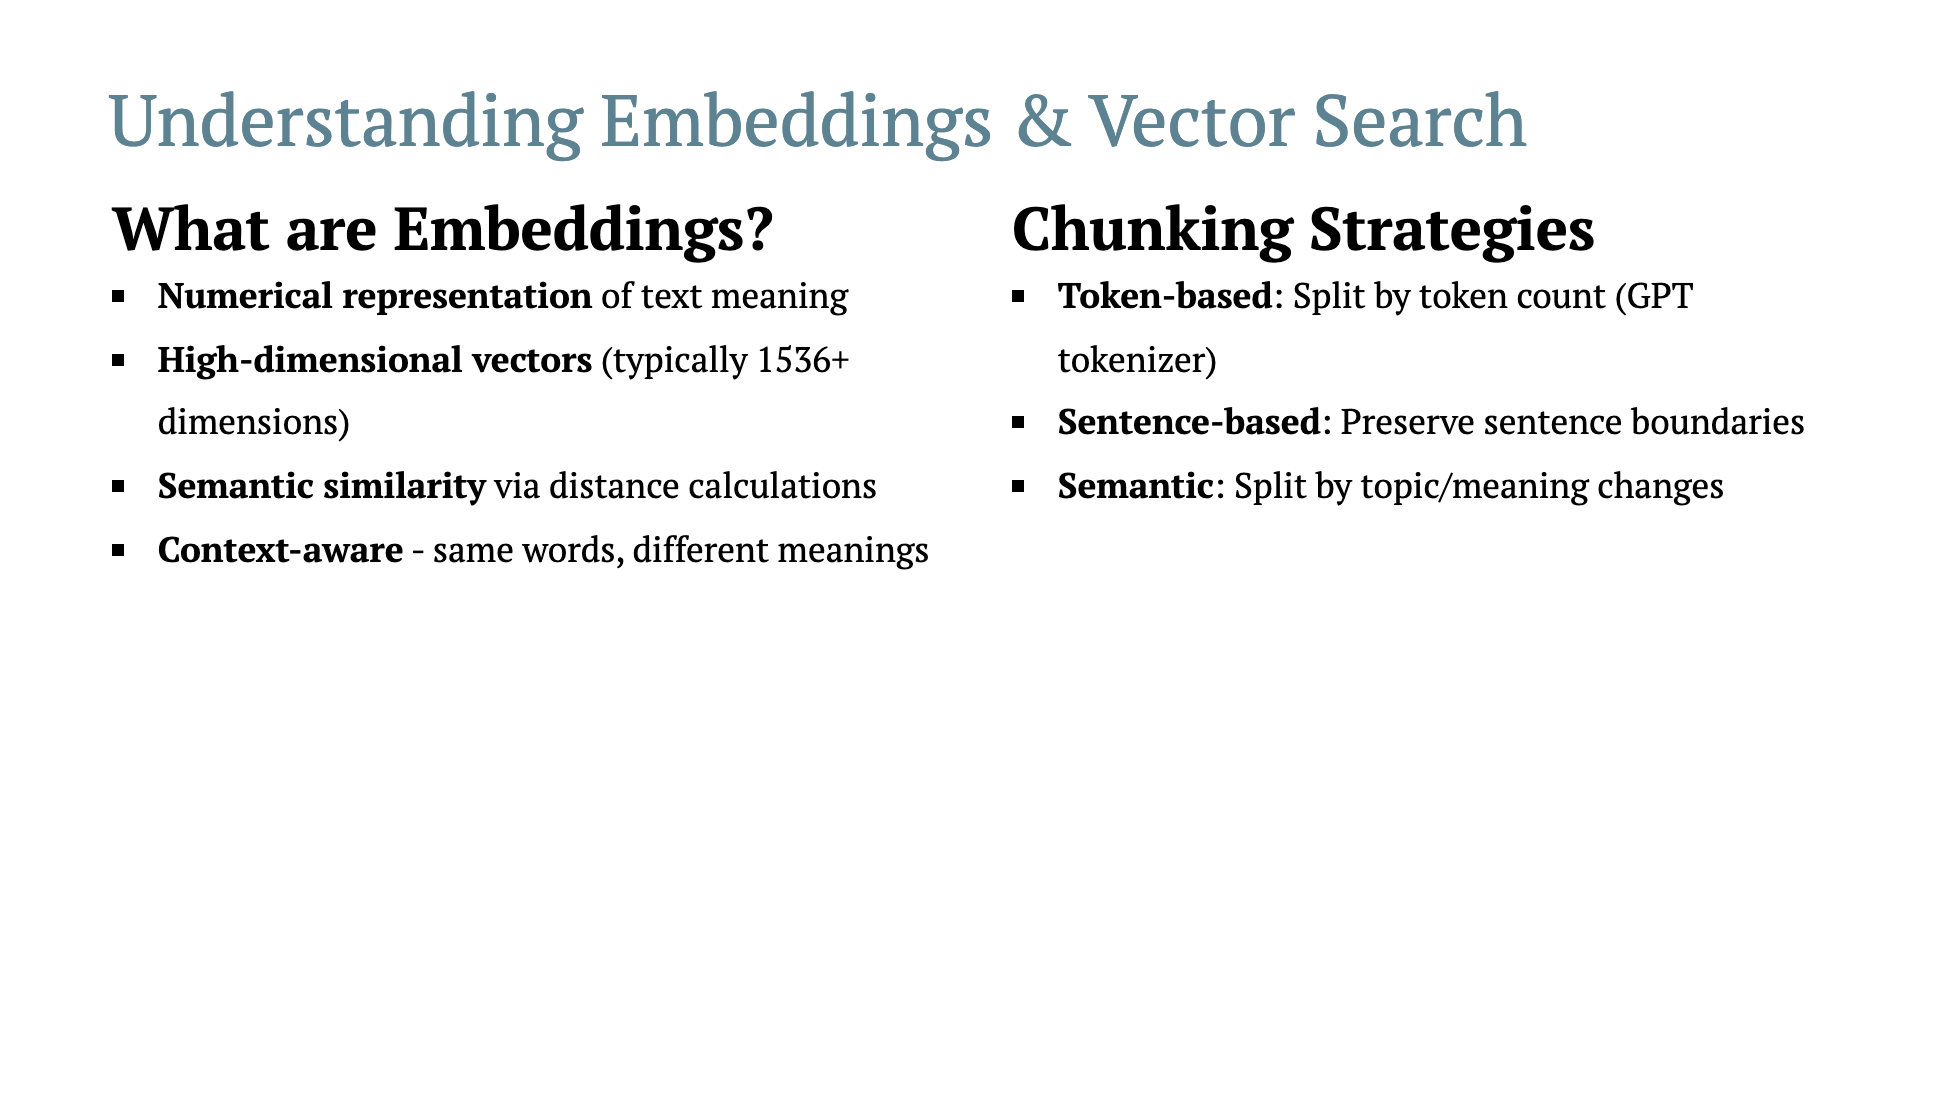 Understanding Embeddings & Vector Search
What are Embeddings?
▪ Numerical representation of text meaning
▪ High-dimensional vectors (typically 1536+
dimensions)
▪ Semantic similarity via distance calculations
▪ Context-aware - same words, different meanings
Chunking Strategies
▪ Token-based: Split by token count (GPT
tokenizer)
▪ Sentence-based: Preserve sentence boundaries
▪ Semantic: Split by topic/meaning changes